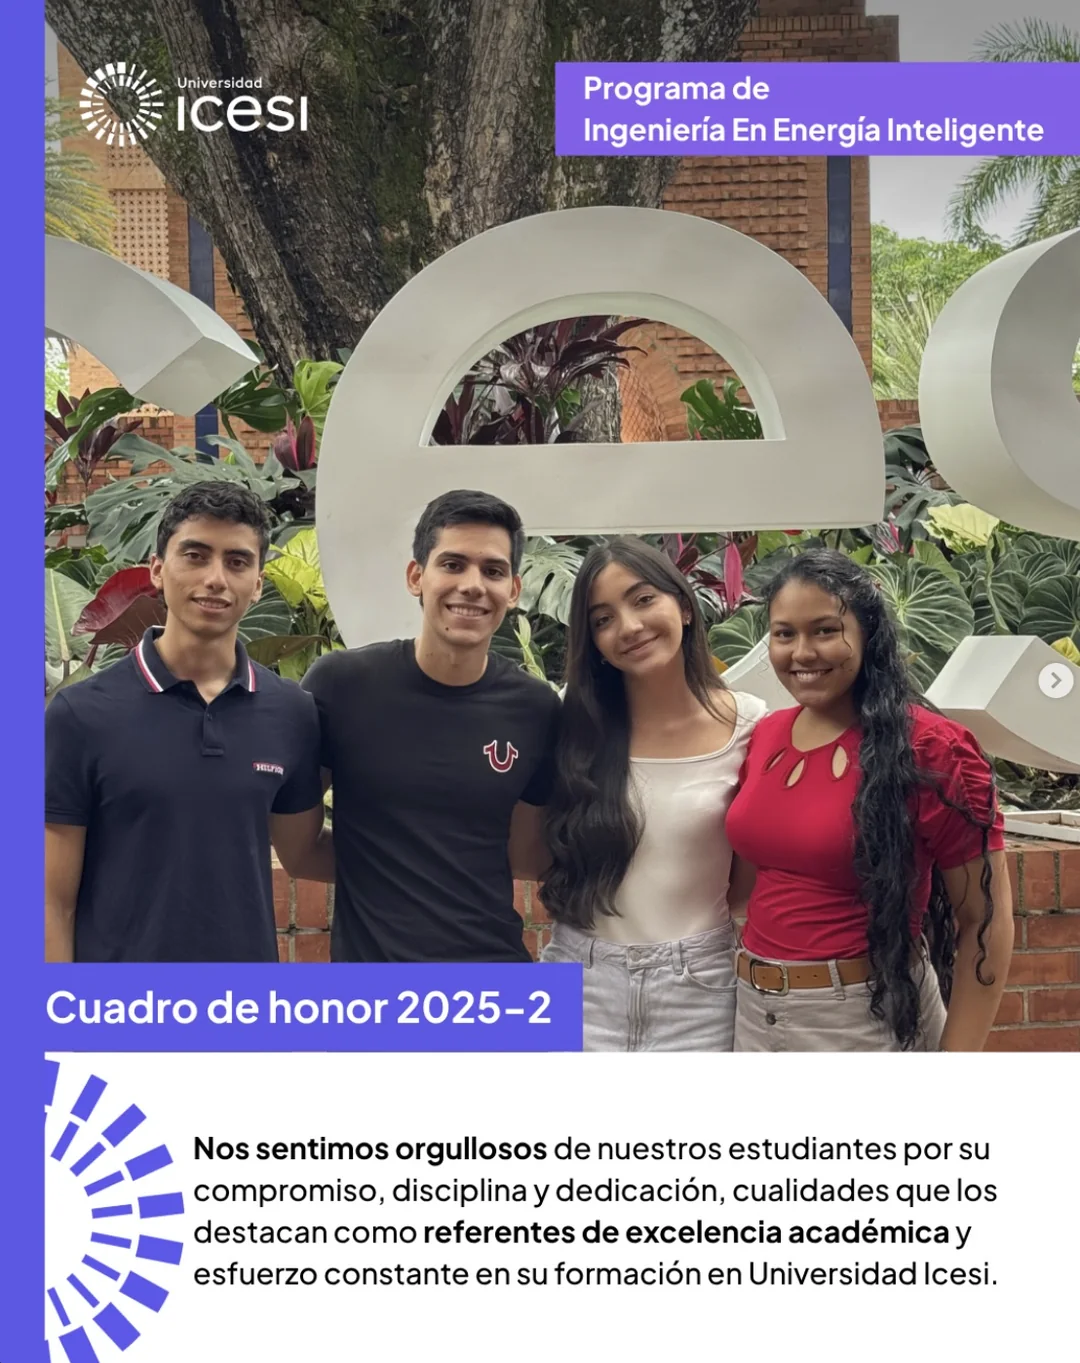 Universidad
icesi
Programa de
Ingeniería En Energía Inteligente
HILFIGER
Cuadro de honor 2025-2
Nos sentimos orgullosos de nuestros estudiantes por su
compromiso, disciplina y dedicación, cualidades que los
destacan como referentes de excelencia académica y
esfuerzo constante en su formación en Universidad Icesi.